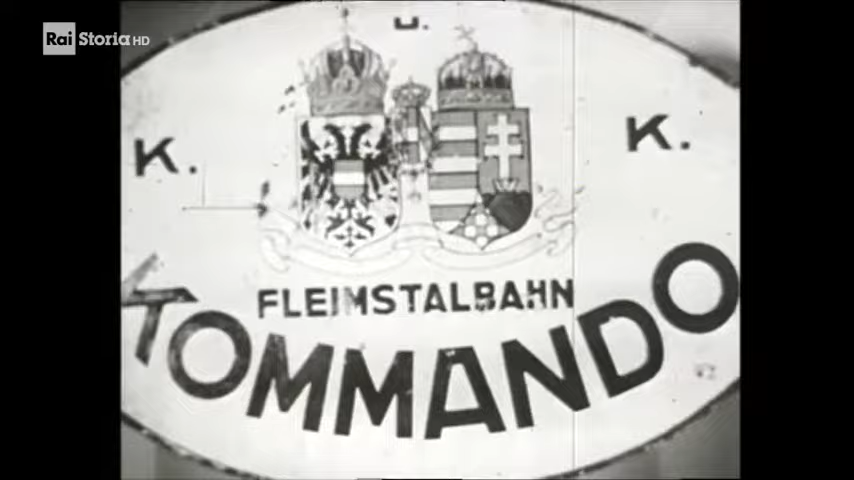 Rai Storia HD
K. U. K.
FLEIMSTALBAHN
KOMMANDO